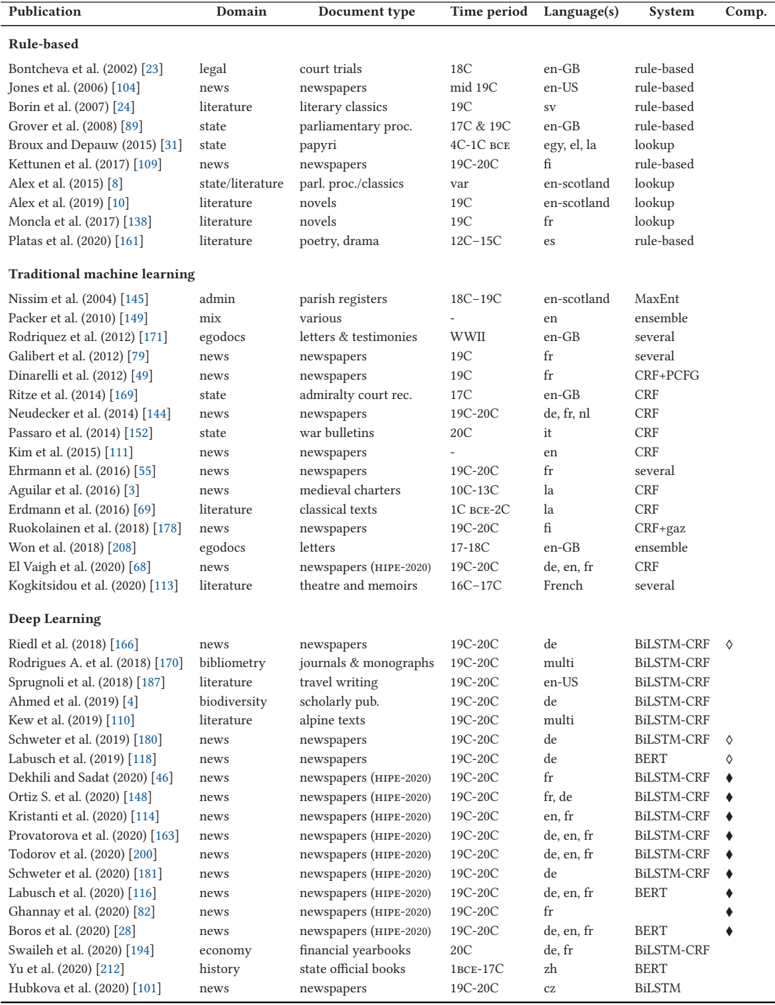 Publication Domain Document type Time period Language(s) System Comp.
Rule-based
Bontcheva et al. (2002) [23] legal court trials 18C en-GB rule-based
Jones et al. (2006) [104] news newspapers mid 19C en-US rule-based
Borin et al. (2007) [24] literature literary classics 19C sv rule-based
Grover et al. (2008) [89] state parliamentary proc. 17C & 19C en-GB rule-based
Broux and Depauw (2015) [31] state papyri 4C-1C BCE egy, el, la lookup
Kettunen et al. (2017) [109] news newspapers 19C-20C fi rule-based
Alex et al. (2015) [8] state/literature parl. proc./classics var en-scotland lookup
Alex et al. (2019) [10] literature novels 19C en-scotland lookup
Moncla et al. (2017) [138] literature novels 19C fr lookup
Platas et al. (2020) [161] literature poetry, drama 12C–15C es rule-based
Traditional machine learning
Nissim et al. (2004) [145] admin parish registers 18C–19C en-scotland MaxEnt
Packer et al. (2010) [149] mix various - en ensemble
Rodriquez et al. (2012) [171] egodocs letters & testimonies WWII en-GB several
Galibert et al. (2012) [79] news newspapers 19C fr several
Dinarelli et al. (2012) [49] news newspapers 19C fr CRF+PCFG
Ritze et al. (2014) [169] state admiralty court rec. 17C en-GB CRF
Neudecker et al. (2014) [144] news newspapers 19C-20C de, fr, nl CRF
Passaro et al. (2014) [152] state war bulletins 20C it CRF
Kim et al. (2015) [111] news newspapers - en CRF
Ehrmann et al. (2016) [55] news newspapers 19C-20C fr several
Aguilar et al. (2016) [3] news medieval charters 10C-13C la CRF
Erdmann et al. (2016) [69] literature classical texts 1C BCE-2C la CRF
Ruokolainen et al. (2018) [178] news newspapers 19C-20C fi CRF+gaz
Won et al. (2018) [208] egodocs letters 17-18C en-GB ensemble
El Vaigh et al. (2020) [68] news newspapers (HIPE-2020) 19C-20C de, en, fr CRF
Kogkitsidou et al. (2020) [113] literature theatre and memoirs 16C–17C French several
Deep Learning
Riedl et al. (2018) [166] news newspapers 19C-20C de BiLSTM-CRF ◊
Rodrigues A. et al. (2018) [170] bibliometry journals & monographs 19C-20C multi BiLSTM-CRF
Sprugnoli et al. (2018) [187] literature travel writing 19C-20C en-US BiLSTM-CRF
Ahmed et al. (2019) [4] biodiversity scholarly pub. 19C-20C de BiLSTM-CRF
Kew et al. (2019) [110] literature alpine texts 19C-20C multi BiLSTM-CRF
Schweter et al. (2019) [180] news newspapers 19C-20C de BiLSTM-CRF ◊
Labusch et al. (2019) [118] news newspapers 19C-20C de BERT ◊
Dekhili and Sadat (2020) [46] news newspapers (HIPE-2020) 19C-20C fr BiLSTM-CRF ♦
Ortiz S. et al. (2020) [148] news newspapers (HIPE-2020) 19C-20C fr, de BiLSTM-CRF ♦
Kristanti et al. (2020) [114] news newspapers (HIPE-2020) 19C-20C en, fr BiLSTM-CRF ♦
Provatorova et al. (2020) [163] news newspapers (HIPE-2020) 19C-20C de, en, fr BiLSTM-CRF ♦
Todorov et al. (2020) [200] news newspapers (HIPE-2020) 19C-20C de, en, fr BiLSTM-CRF ♦
Schweter et al. (2020) [181] news newspapers (HIPE-2020) 19C-20C de BiLSTM-CRF ♦
Labusch et al. (2020) [116] news newspapers (HIPE-2020) 19C-20C de, en, fr BERT ♦
Ghannay et al. (2020) [82] news newspapers (HIPE-2020) 19C-20C fr ♦
Boros et al. (2020) [28] news newspapers (HIPE-2020) 19C-20C de, en, fr BERT ♦
Swaileh et al. (2020) [194] economy financial yearbooks 20C de, fr BiLSTM-CRF
Yu et al. (2020) [212] history state official books 1BCE-17C zh BERT
Hubkova et al. (2020) [101] news newspapers 19C-20C cz BiLSTM